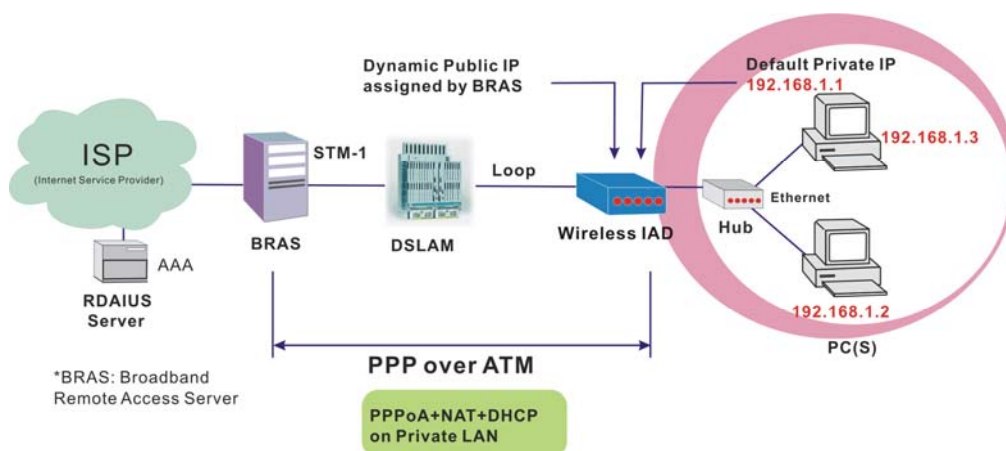 Dynamic Public IP
assigned by BRAS
Default Private IP
192.168.1.1
ISP
(Internet Service Provider)
STM-1
Loop
192.168.1.3
Ethernet
BRAS
DSLAM
Wireless IAD
Hub
AAA
RDAIUS
Server
192.168.1.2
PC(S)
PPP over ATM
*BRAS: Broadband
Remote Access Server
PPPoA+NAT+DHCP
on Private LAN